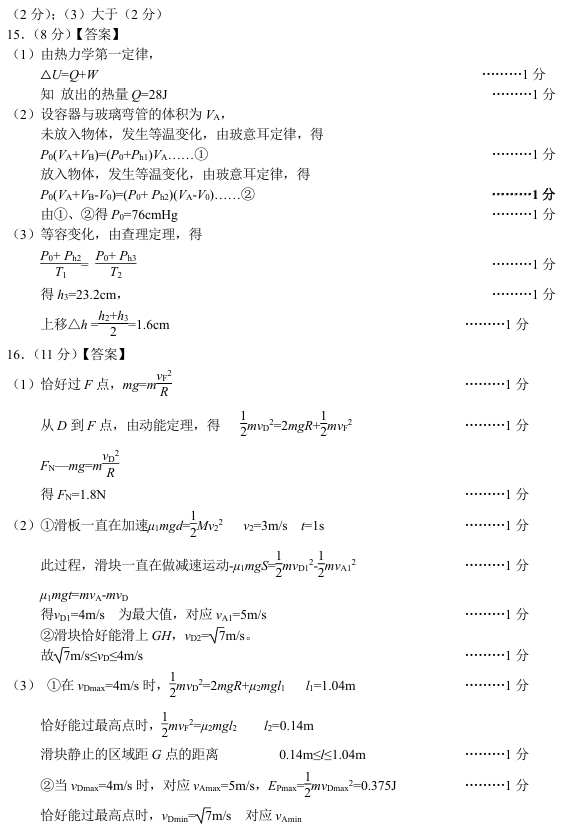 （2 分）；（3）大于（2 分）
15.（8 分）【答案】
（1）由热力学第一定律，
△U=Q+W ………1 分
知 放出的热量 Q=28J ………1 分
（2）设容器与玻璃弯管的体积为 VA，
未放入物体，发生等温变化，由玻意耳定律，得
P0(VA+VB)=(P0+Ph1)VA……① ………1 分
放入物体，发生等温变化，由玻意耳定律，得
P0(VA+VB-V0)=(P0+ Ph2)(VA-V0)……② ………1 分
由①、②得 P0=76cmHg ………1 分
（3）等容变化，由查理定理，得
(P0+ Ph2)/T1 = (P0+ Ph3)/T2 ………1 分
得 h3=23.2cm， ………1 分
上移△h =(h2+h3)/2=1.6cm ………1 分
16.（11 分）【答案】
（1）恰好过 F 点，mg=m vF²/R ………1 分
从 D 到 F 点，由动能定理，得 1/2mvD²=2mgR+1/2mvF² ………1 分
FN—mg=m vD²/R
得 FN=1.8N ………1 分
（2）①滑板一直在加速μ1mgd=1/2Mv2² v2=3m/s t=1s ………1 分
此过程，滑块一直在做减速运动-μ1mgS=1/2mvD1²-1/2mvA1² ………1 分
μ1mgt=mvA-mvD
得vD1=4m/s 为最大值，对应 vA1=5m/s ………1 分
②滑块恰好能滑上 GH，vD2=√7m/s。
故√7m/s≤vD≤4m/s ………1 分
（3） ①在 vDmax=4m/s 时，1/2mvD²=2mgR+μ2mgl1 l1=1.04m ………1 分
恰好能过最高点时，1/2mvF²=μ2mgl2 l2=0.14m
滑块静止的区域距 G 点的距离 0.14m≤l≤1.04m ………1 分
②当 vDmax=4m/s 时，对应 vAmax=5m/s，EPmax=1/2mvDmax²=0.375J ………1 分
恰好能过最高点时，vDmin=√7m/s 对应 vAmin